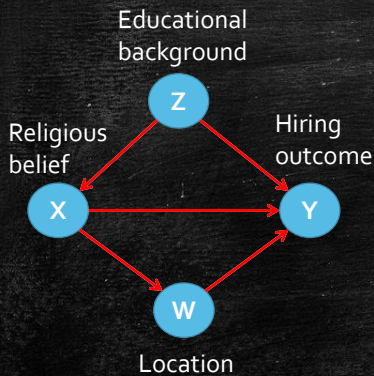 Educational
background
Z
Religious
belief
Hiring
outcome
X
Y
W
Location